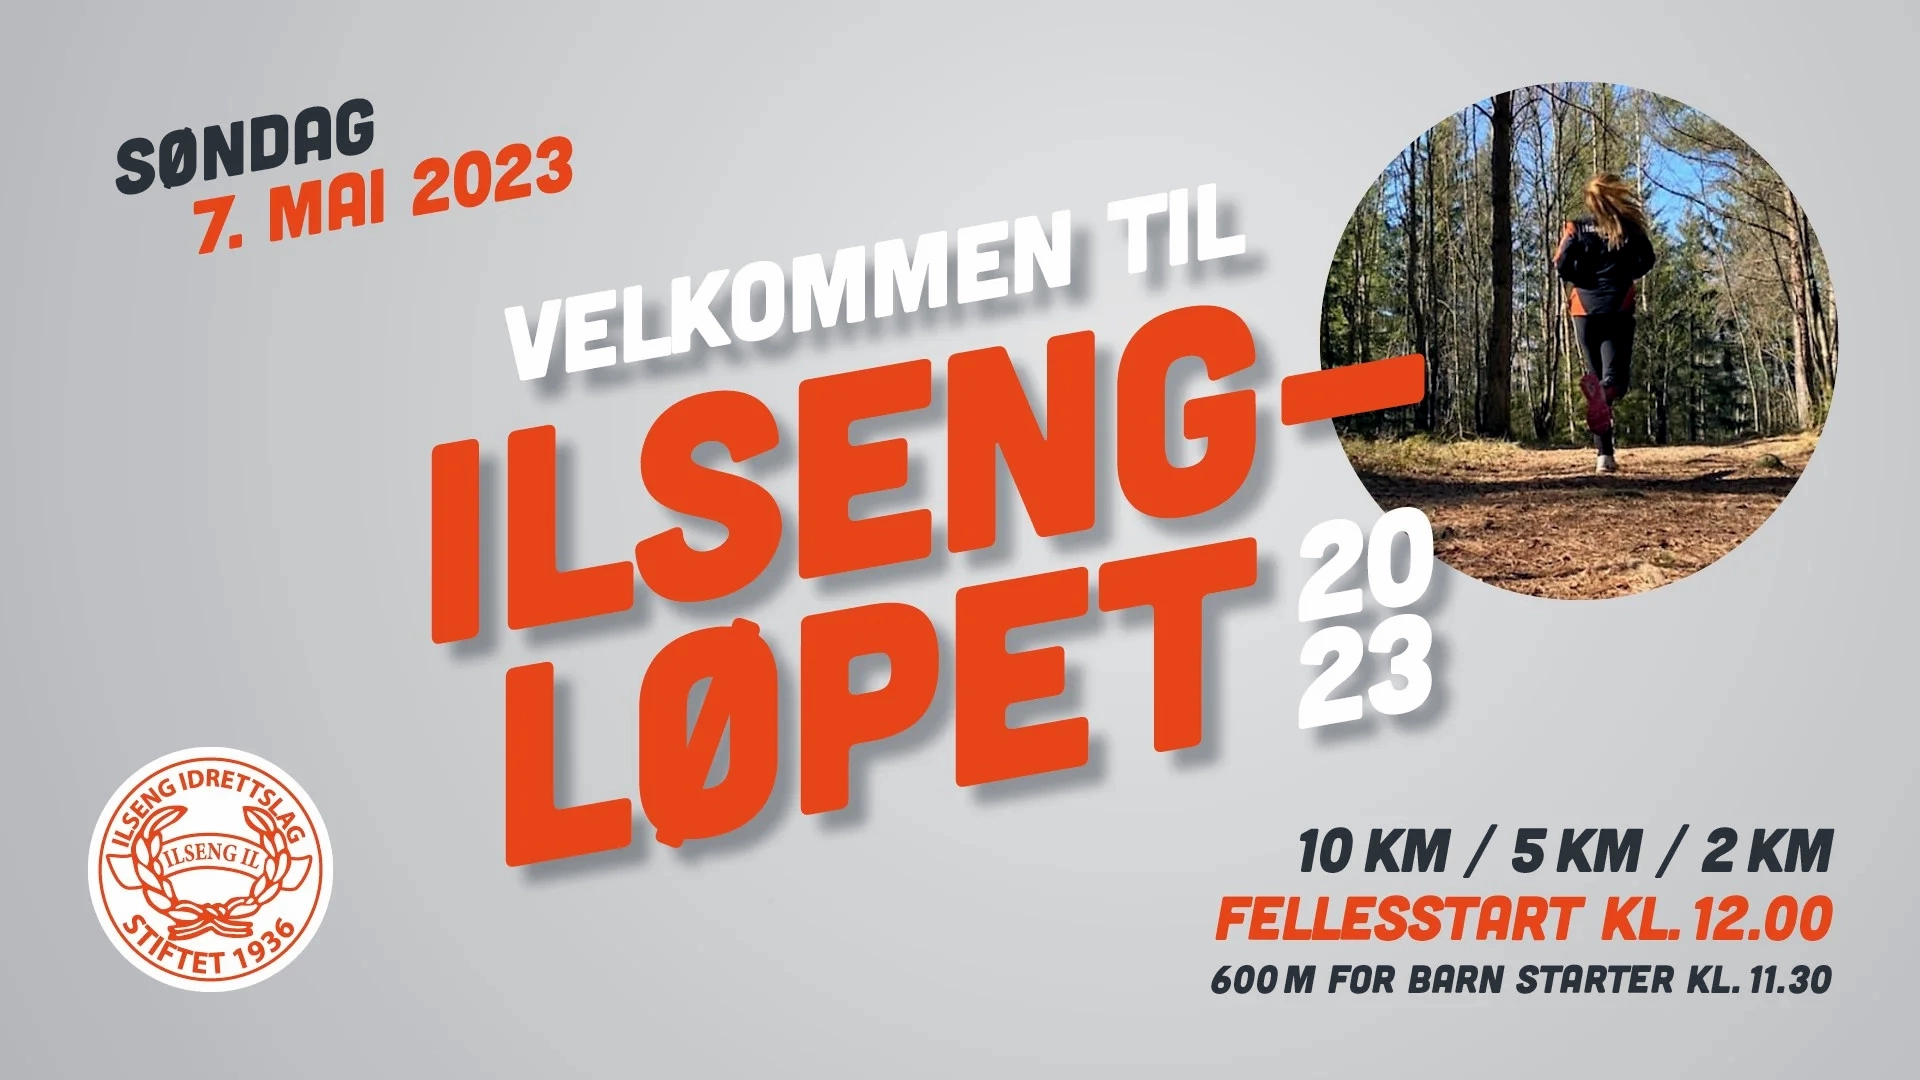 SØNDAG
7. MAI 2023
VELKOMMEN TIL
ILSENG-
LØPET
20
23
ILSENG IDRETTSLAG
ILSENG IL
STIFTET 1936
10 KM / 5 KM / 2 KM
FELLESSTART KL. 12.00
600 M FOR BARN STARTER KL. 11.30